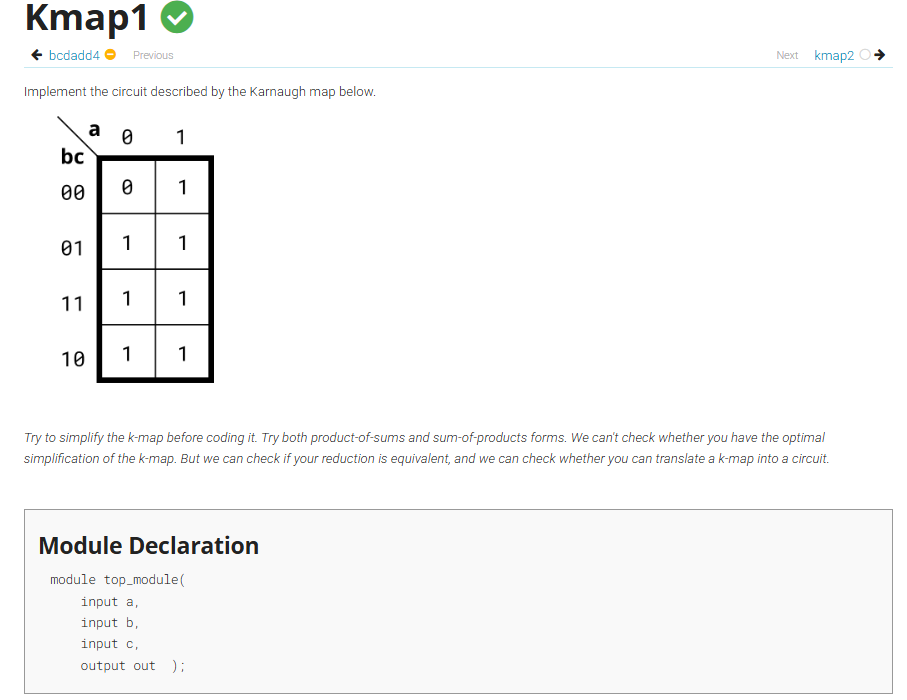 Kmap1
bcdadd4 Previous Next kmap2
Implement the circuit described by the Karnaugh map below.
a 0 1
bc
00 0 1
01 1 1
11 1 1
10 1 1
Try to simplify the k-map before coding it. Try both product-of-sums and sum-of-products forms. We can't check whether you have the optimal
simplification of the k-map. But we can check if your reduction is equivalent, and we can check whether you can translate a k-map into a circuit.
Module Declaration
module top_module(
input a,
input b,
input c,
output out );